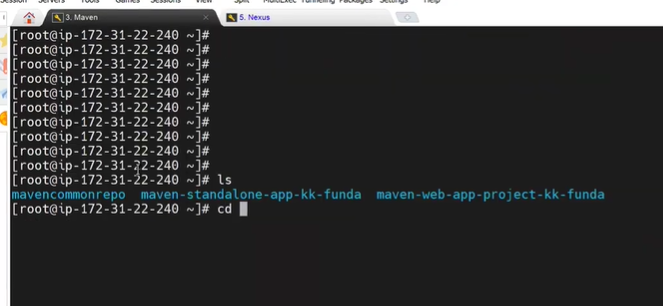 Session Servers Tools Games Sessions View Split MultiExec Tunneling Packages Settings Help
3. Maven
5. Nexus
[root@ip-172-31-22-240 ~]#
[root@ip-172-31-22-240 ~]#
[root@ip-172-31-22-240 ~]#
[root@ip-172-31-22-240 ~]#
[root@ip-172-31-22-240 ~]#
[root@ip-172-31-22-240 ~]#
[root@ip-172-31-22-240 ~]#
[root@ip-172-31-22-240 ~]#
[root@ip-172-31-22-240 ~]#
[root@ip-172-31-22-240 ~]#
[root@ip-172-31-22-240 ~]# ls
mavencommonrepo maven-standalone-app-kk-funda maven-web-app-project-kk-funda
[root@ip-172-31-22-240 ~]# cd